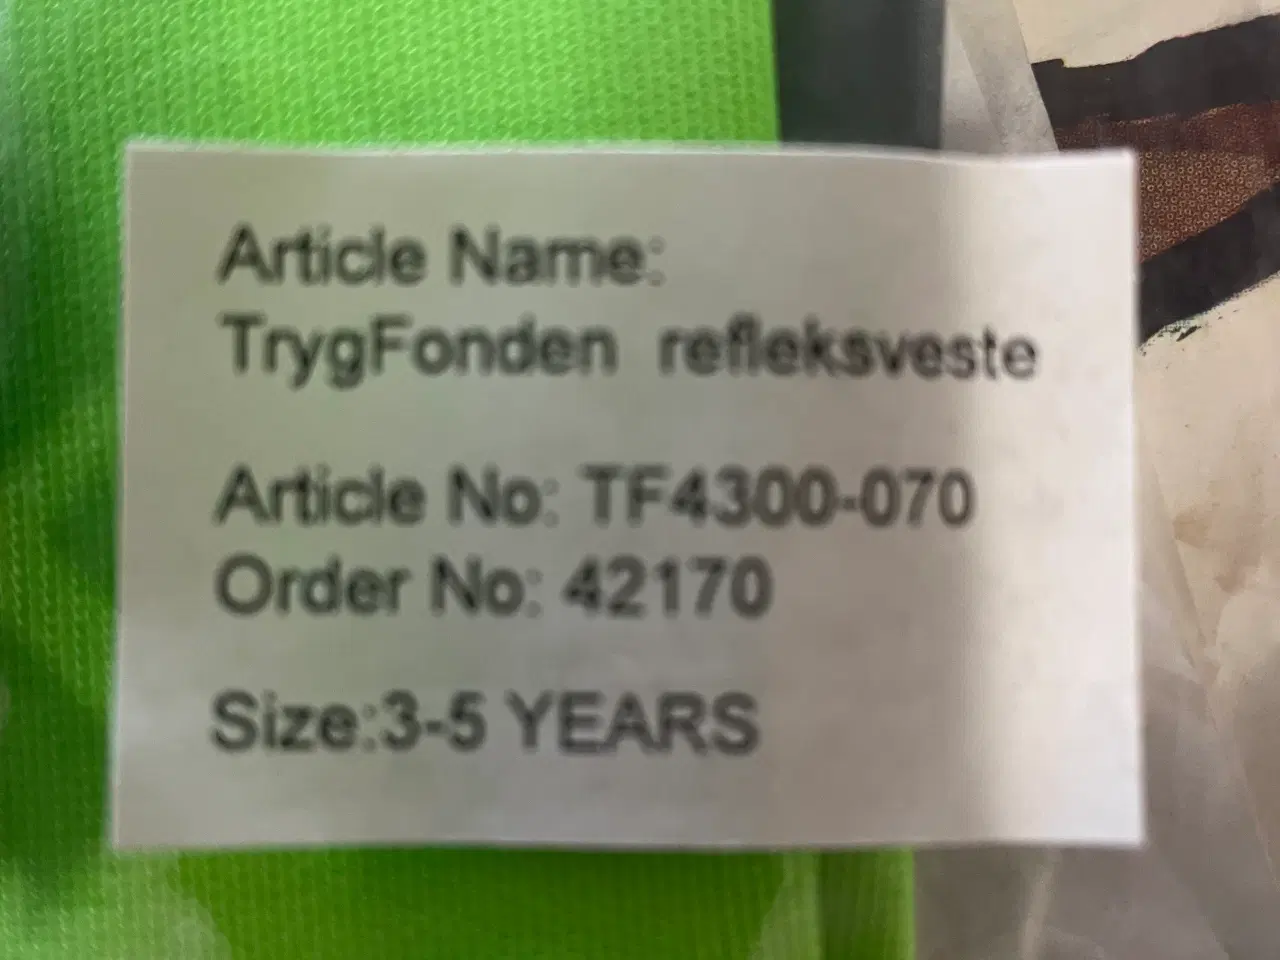 Article Name:
TrygFonden refleksveste
Article No: TF4300-070
Order No: 42170
Size:3-5 YEARS